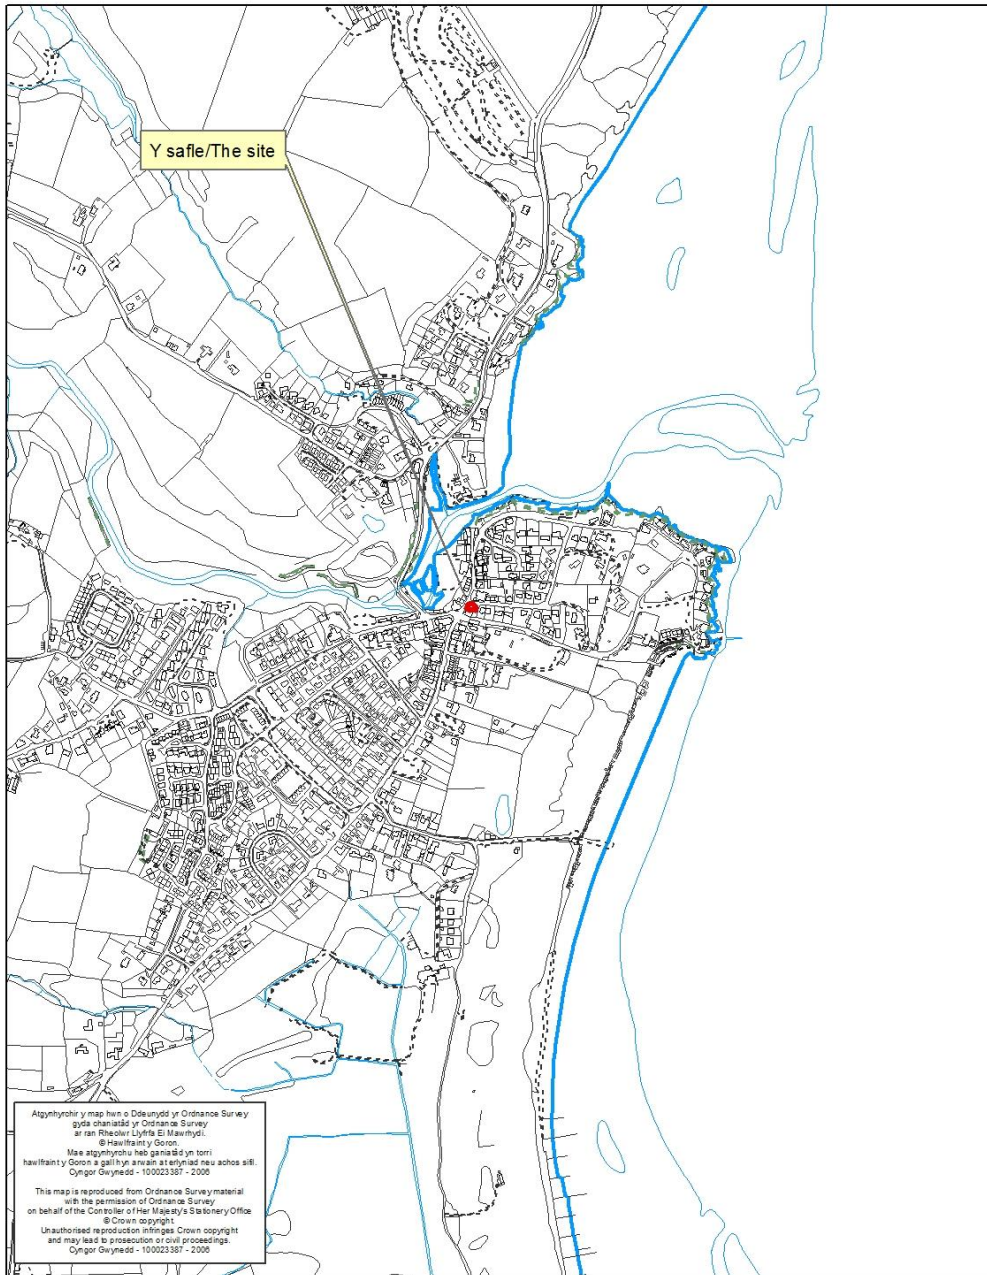 Y safle/The site
Atgynhyrchir y map hwn o Ddeunydd yr Ordnance Survey
gyda chaniatâd yr Ordnance Survey
ar ran Rheolwr Llyfrfa Ei Mawrhydi.
© Hawlfraint y Goron.
Mae atgynhyrchu heb ganiatâd yn torri
hawlfraint y Goron a gall hyn arwain at erlyniad neu achos sifil.
Cyngor Gwynedd - 100023387 - 2006
This map is reproduced from Ordnance Survey material
with the permission of Ordnance Survey
on behalf of the Controller of Her Majesty's Stationery Office
© Crown copyright.
Unauthorised reproduction infringes Crown copyright
and may lead to prosecution or civil proceedings.
Cyngor Gwynedd - 100023387 - 2006